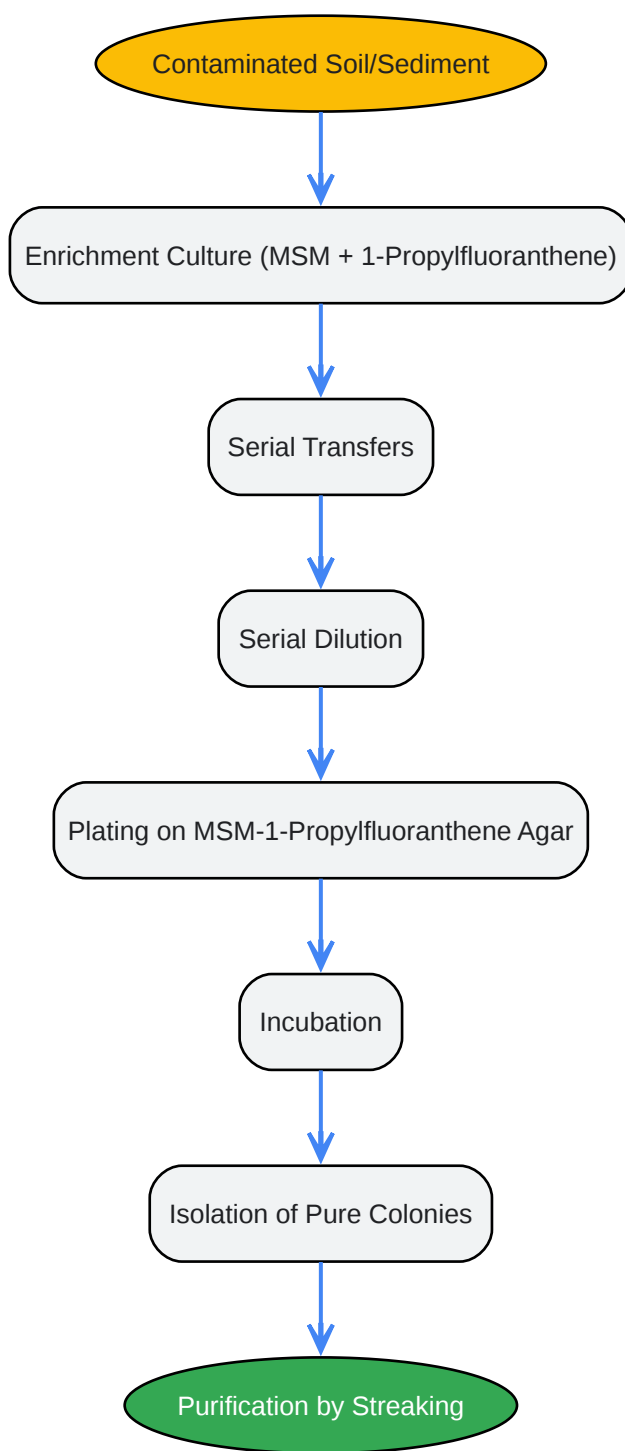 Contaminated Soil/Sediment
Enrichment Culture (MSM + 1-Propylfluoranthene)
Serial Transfers
Serial Dilution
Plating on MSM-1-Propylfluoranthene Agar
Incubation
Isolation of Pure Colonies
Purification by Streaking